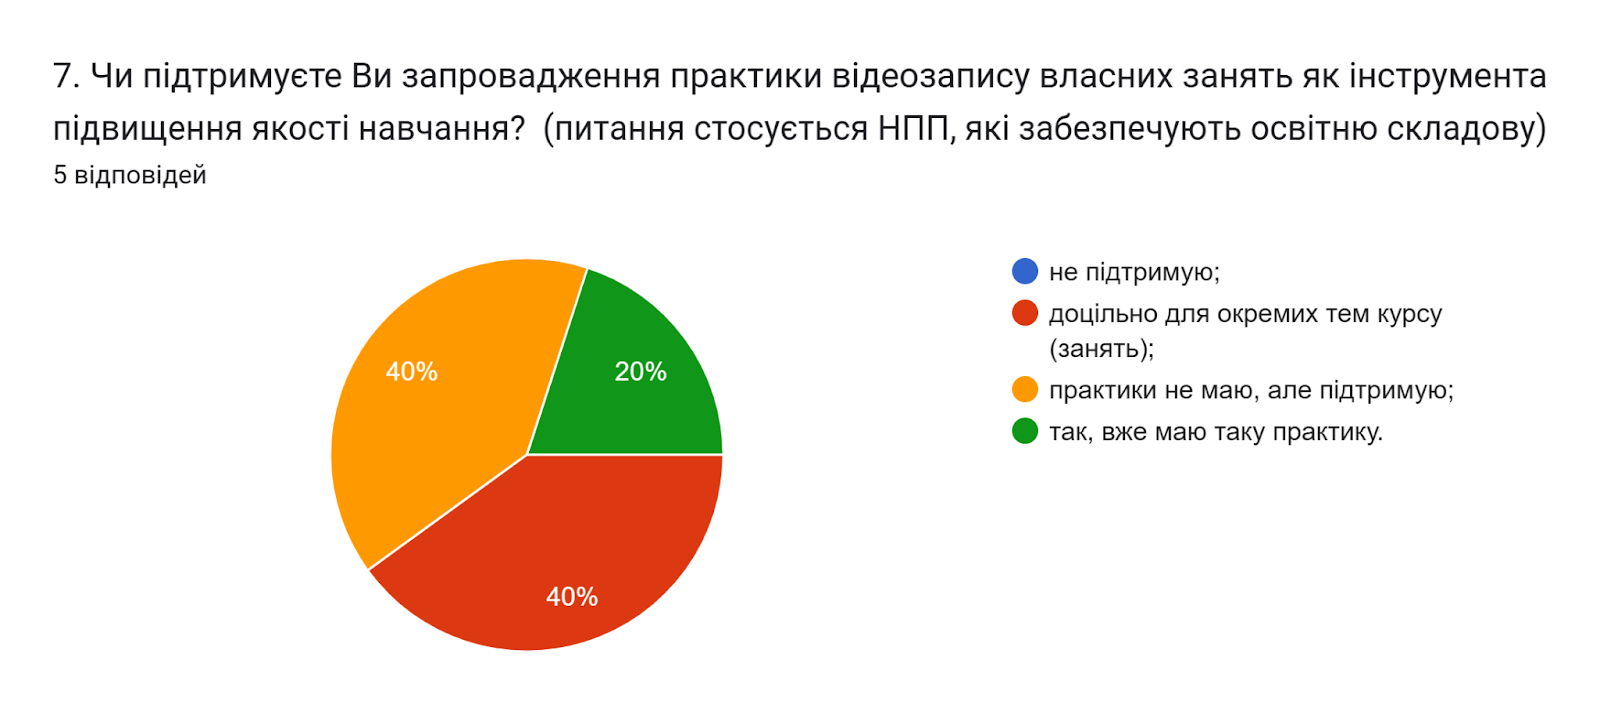 7. Чи підтримуєте Ви запровадження практики відеозапису власних занять як інструмента
підвищення якості навчання?  (питання стосується НПП, які забезпечують освітню складову)
5 відповідей
40%
20%
40%
не підтримую;
доцільно для окремих тем курсу
(занять);
практики не маю, але підтримую;
так, вже маю таку практику.